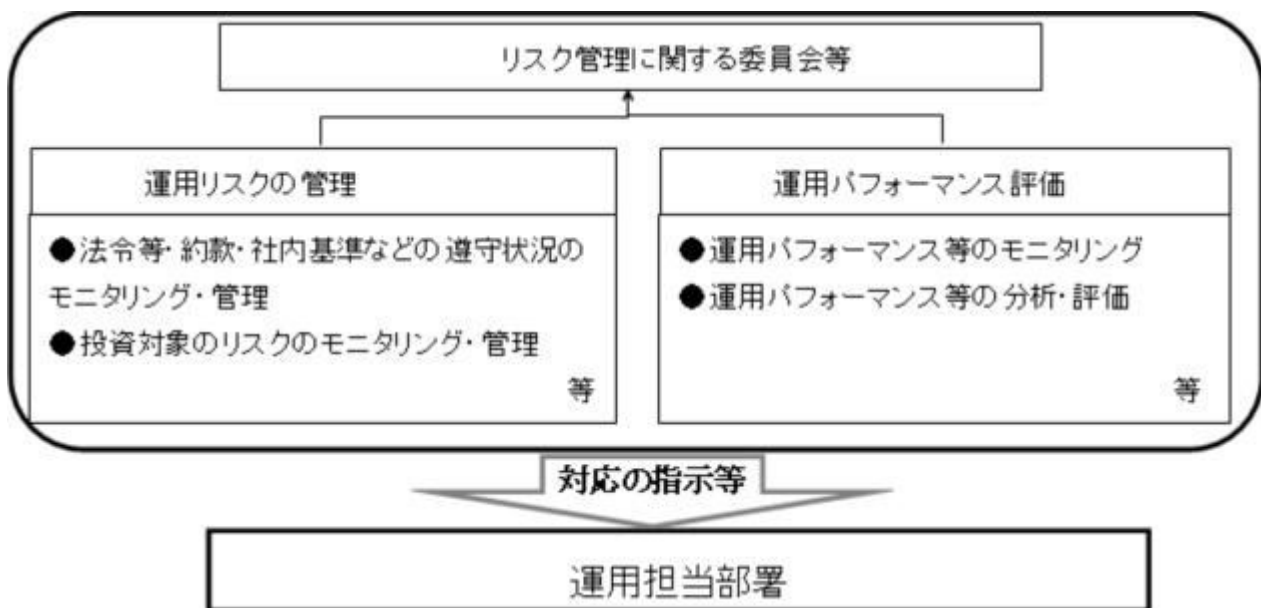 リスク管理に関する委員会等
運用リスクの管理
●法令等・約款・社内基準などの遵守状況の
モニタリング・管理
●投資対象のリスクのモニタリング・管理
等
運用パフォーマンス評価
●運用パフォーマンス等のモニタリング
●運用パフォーマンス等の分析・評価
等
対応の指示等
運用担当部署